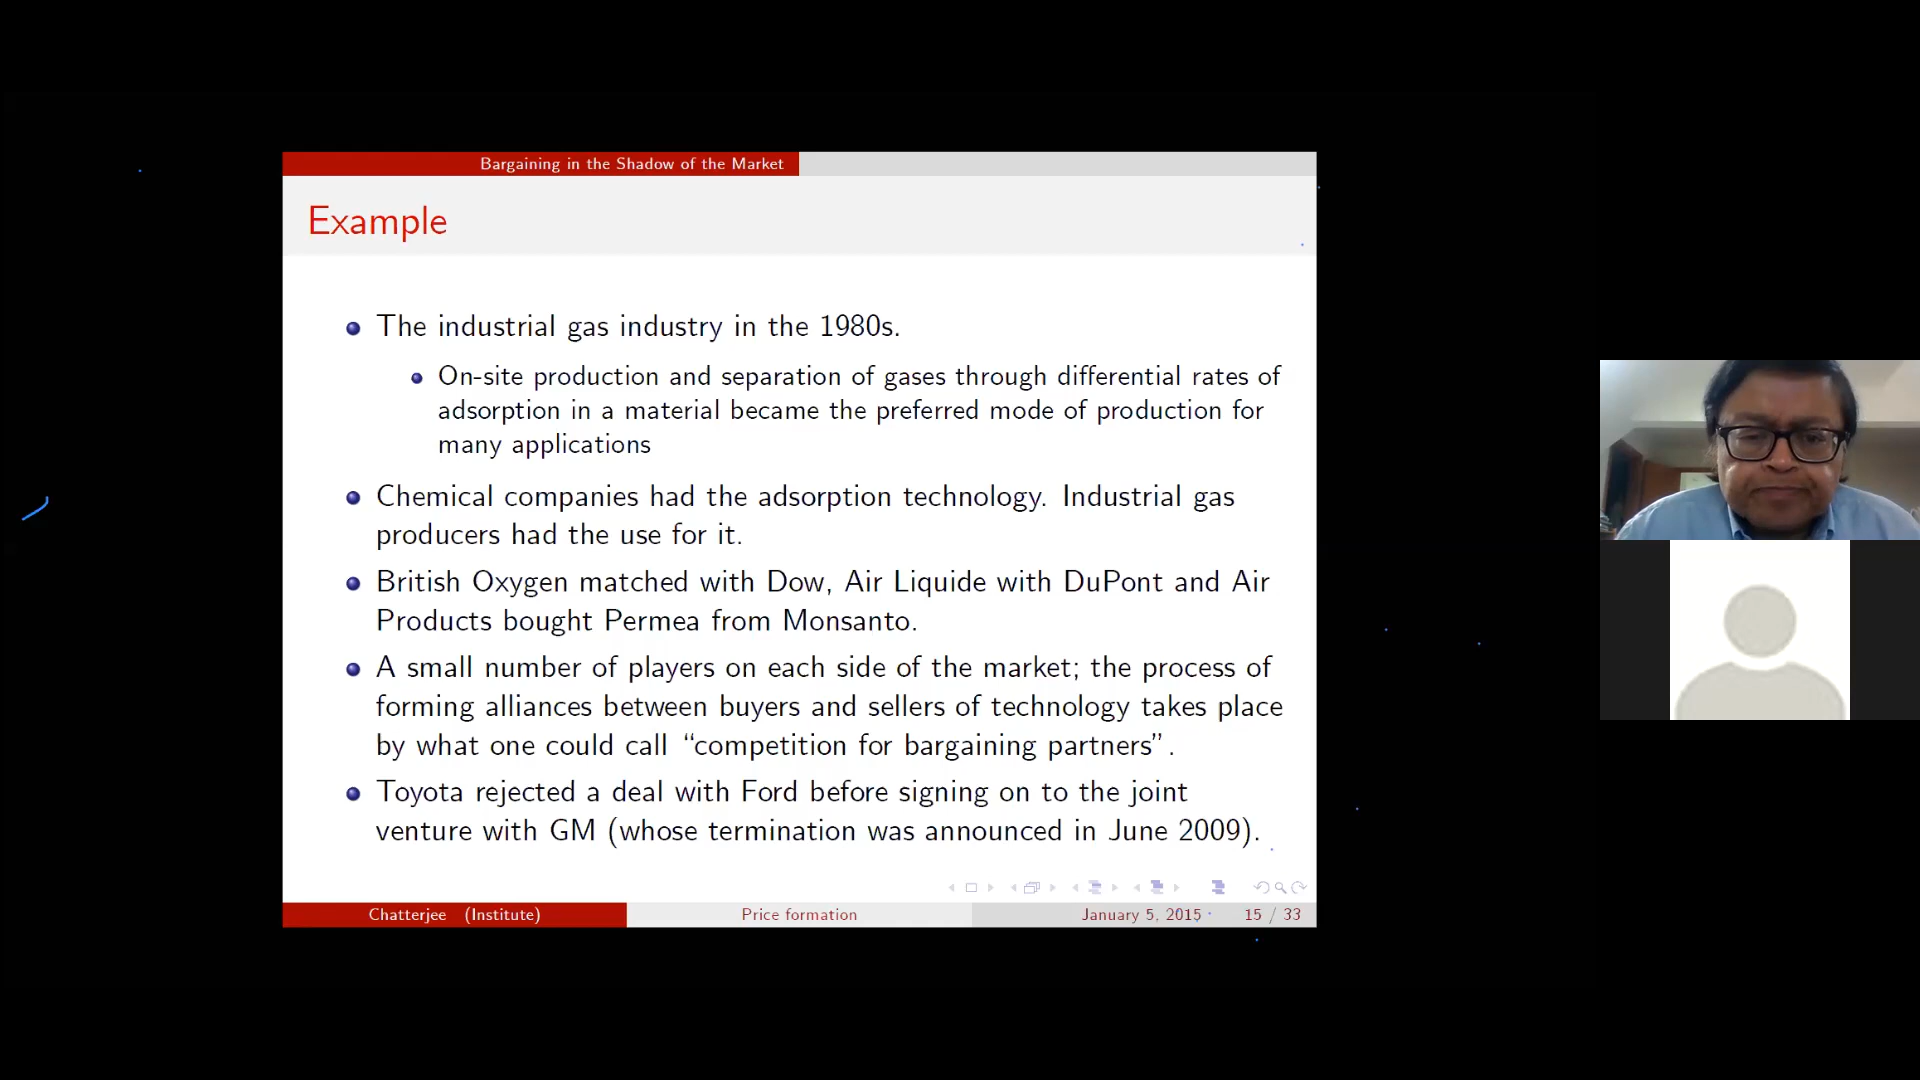 Bargaining in the Shadow of the Market
Example
The industrial gas industry in the 1980s.
On-site production and separation of gases through differential rates of
adsorption in a material became the preferred mode of production for
many applications
Chemical companies had the adsorption technology. Industrial gas
producers had the use for it.
British Oxygen matched with Dow, Air Liquide with DuPont and Air
Products bought Permea from Monsanto.
A small number of players on each side of the market; the process of
forming alliances between buyers and sellers of technology takes place
by what one could call “competition for bargaining partners”.
Toyota rejected a deal with Ford before signing on to the joint
venture with GM (whose termination was announced in June 2009).
Chatterjee (Institute) Price formation January 5, 2015 15 / 33